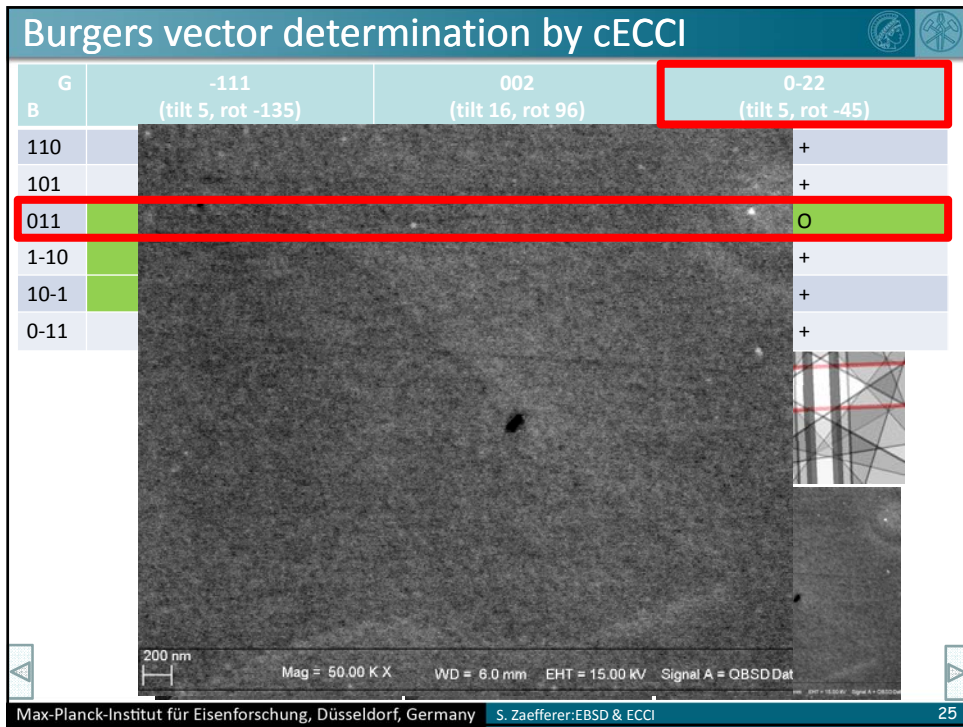 Burgers vector determination by cECCI
G
B
-111
(tilt 5, rot -135)
002
(tilt 16, rot 96)
0-22
(tilt 5, rot -45)
110 +
101 +
011 O
1-10 +
10-1 +
0-11 +
200 nm
Mag = 50.00 K X WD = 6.0 mm EHT = 15.00 kV Signal A = OBSD Dat
Max-Planck-Institut für Eisenforschung, Düsseldorf, Germany S. Zaefferer:EBSD & ECCI 25